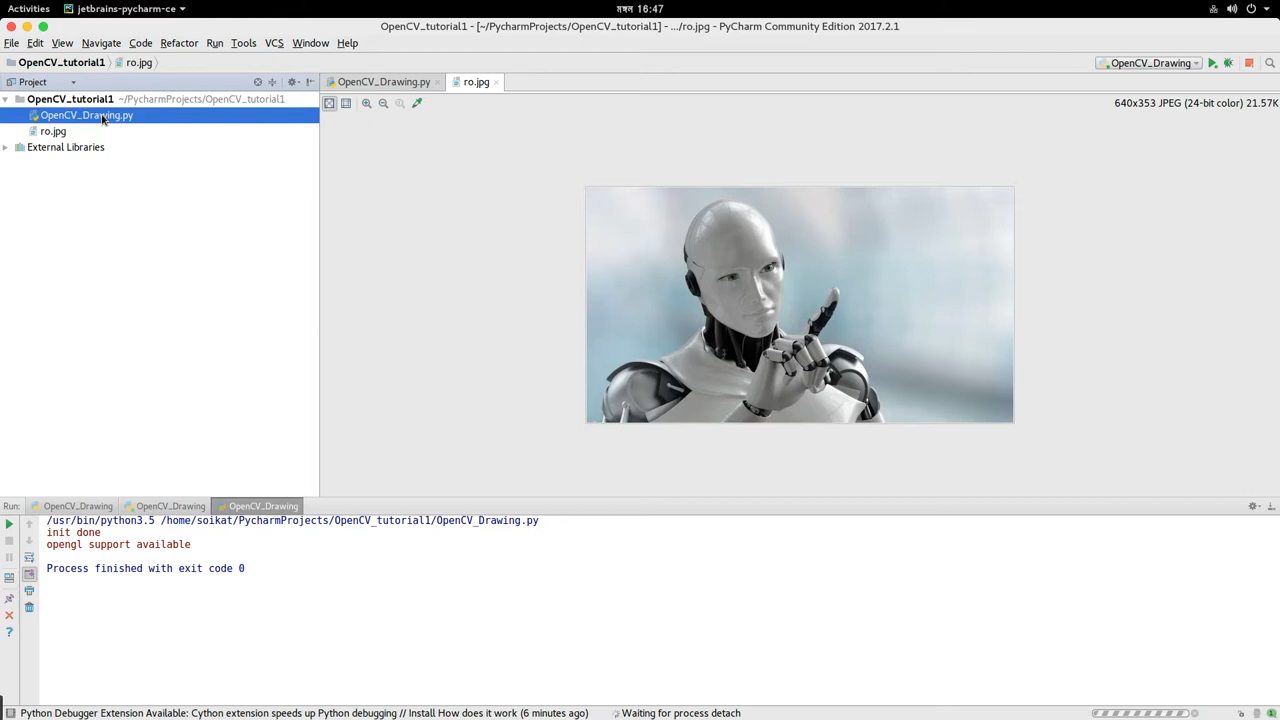 Activities jetbrains-pycharm-ce মঙ্গল 16:47
OpenCV_tutorial1 - [~/PycharmProjects/OpenCV_tutorial1] - .../ro.jpg - PyCharm Community Edition 2017.2.1
File Edit View Navigate Code Refactor Run Tools VCS Window Help
OpenCV_tutorial1 ro.jpg OpenCV_Drawing
Project OpenCV_Drawing.py ro.jpg
OpenCV_tutorial1 ~/PycharmProjects/OpenCV_tutorial1 640x353 JPEG (24-bit color) 21.57K
OpenCV_Drawing.py
ro.jpg
External Libraries
Run: OpenCV_Drawing OpenCV_Drawing OpenCV_Drawing
/usr/bin/python3.5 /home/soikat/PycharmProjects/OpenCV_tutorial1/OpenCV_Drawing.py
init done
opengl support available
Process finished with exit code 0
Python Debugger Extension Available: Cython extension speeds up Python debugging // Install How does it work (6 minutes ago) Waiting for process detach 1